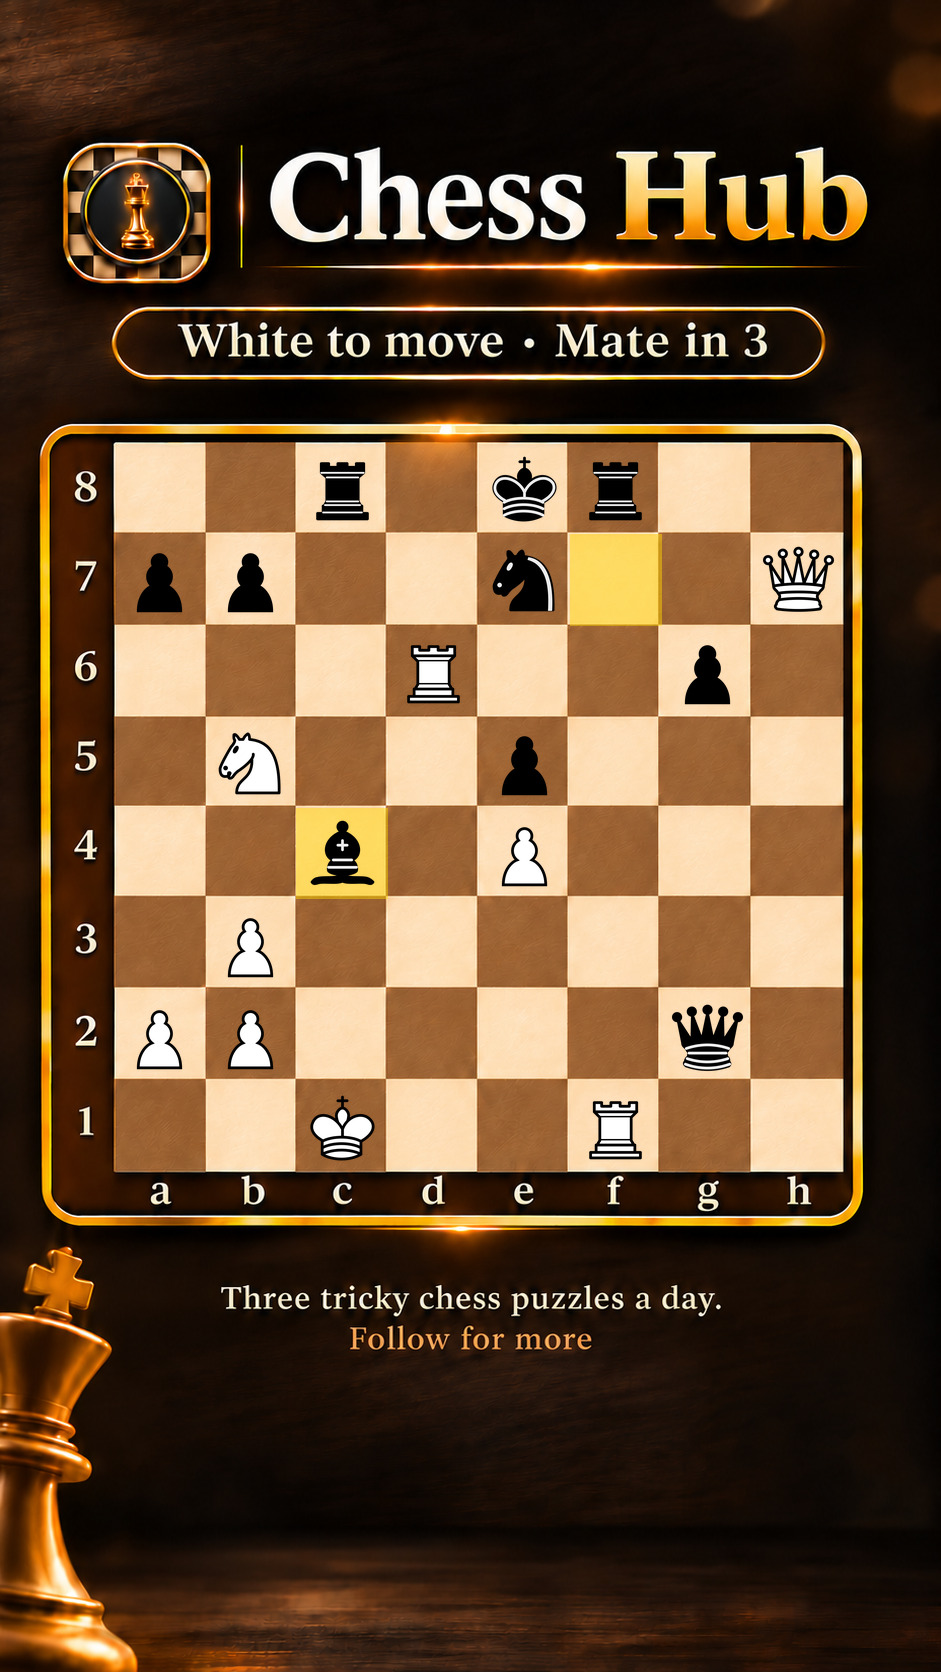 Chess Hub
White to move • Mate in 3
8
7
6
5
4
3
2
1
a b c d e f g h
Three tricky chess puzzles a day.
Follow for more